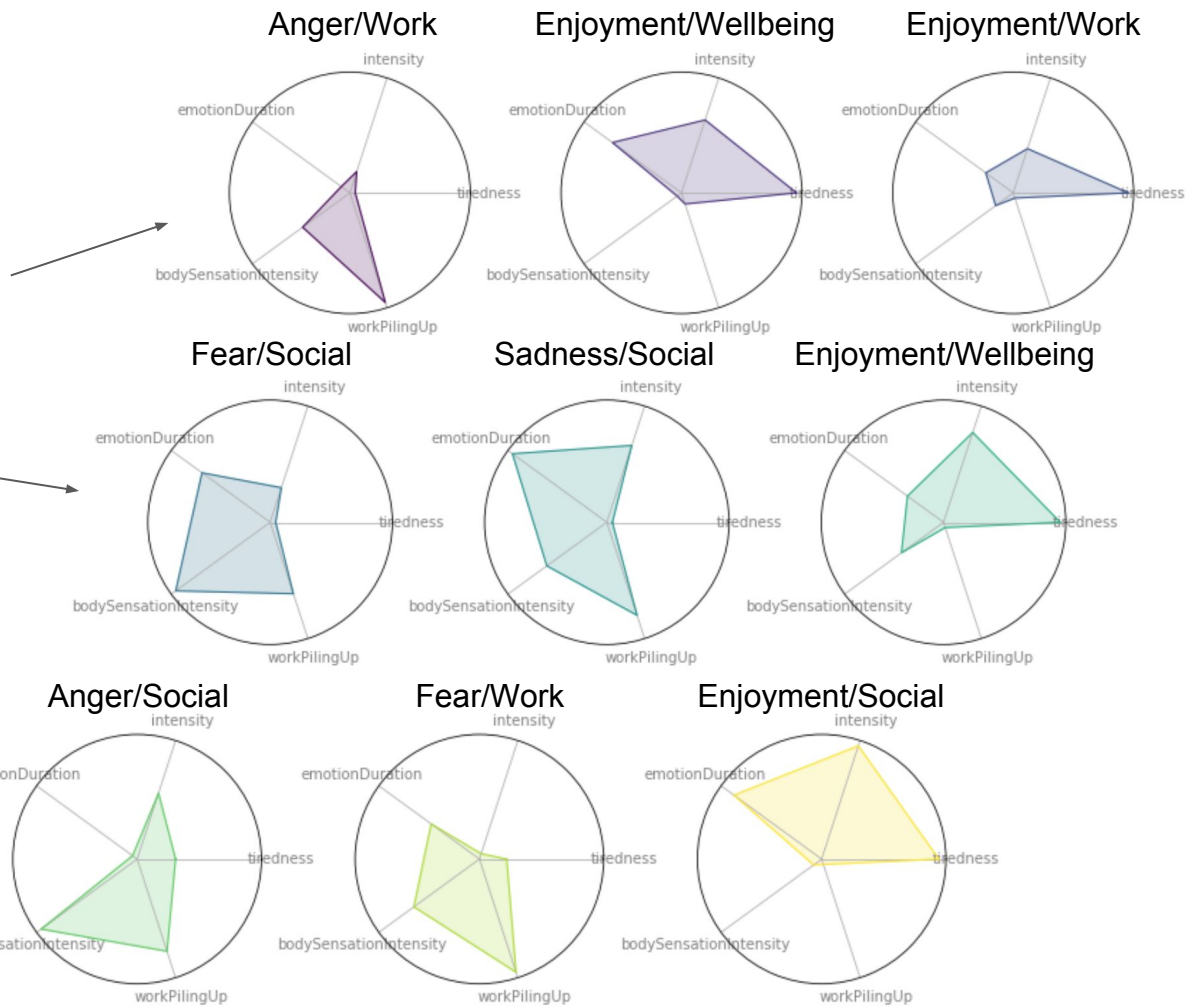 Anger/Work
Enjoyment/Wellbeing
Enjoyment/Work
intensity
intensity
intensity
emotionDuration
emotionDuration
emotionDuration
tiredness
tiredness
tiredness
bodySensationIntensity
bodySensationIntensity
bodySensationIntensity
workPilingUp
workPilingUp
workPilingUp
Fear/Social
Sadness/Social
Enjoyment/Wellbeing
intensity
intensity
intensity
emotionDuration
emotionDuration
emotionDuration
tiredness
tiredness
tiredness
bodySensationIntensity
bodySensationIntensity
bodySensationIntensity
workPilingUp
workPilingUp
workPilingUp
Anger/Social
Fear/Work
Enjoyment/Social
intensity
intensity
intensity
onDuration
emotionDuration
emotionDuration
tiredness
tiredness
tiredness
sationIntensity
bodySensationIntensity
bodySensationIntensity
workPilingUp
workPilingUp
workPilingUp